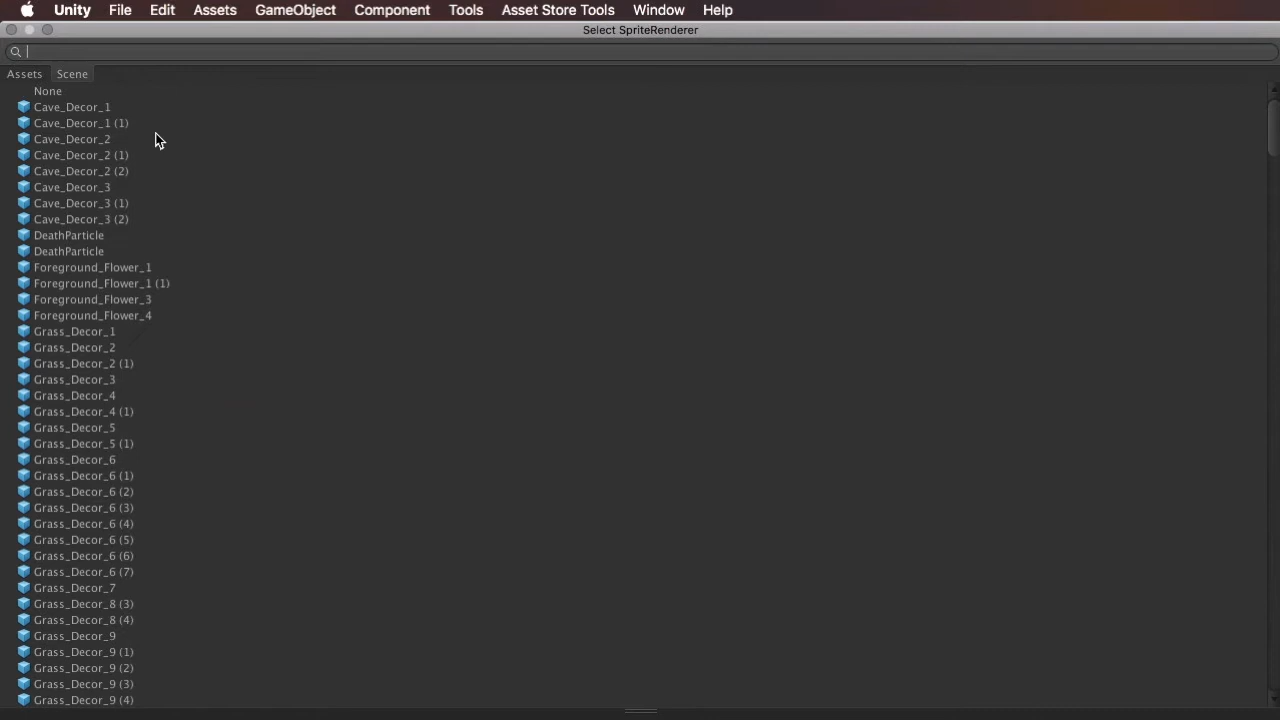 Unity File Edit Assets GameObject Component Tools Asset Store Tools Window Help
Select SpriteRenderer
Assets Scene
None
Cave_Decor_1
Cave_Decor_1 (1)
Cave_Decor_2
Cave_Decor_2 (1)
Cave_Decor_2 (2)
Cave_Decor_3
Cave_Decor_3 (1)
Cave_Decor_3 (2)
DeathParticle
DeathParticle
Foreground_Flower_1
Foreground_Flower_1 (1)
Foreground_Flower_3
Foreground_Flower_4
Grass_Decor_1
Grass_Decor_2
Grass_Decor_2 (1)
Grass_Decor_3
Grass_Decor_4
Grass_Decor_4 (1)
Grass_Decor_5
Grass_Decor_5 (1)
Grass_Decor_6
Grass_Decor_6 (1)
Grass_Decor_6 (2)
Grass_Decor_6 (3)
Grass_Decor_6 (4)
Grass_Decor_6 (5)
Grass_Decor_6 (6)
Grass_Decor_6 (7)
Grass_Decor_7
Grass_Decor_8 (3)
Grass_Decor_8 (4)
Grass_Decor_9
Grass_Decor_9 (1)
Grass_Decor_9 (2)
Grass_Decor_9 (3)
Grass_Decor_9 (4)